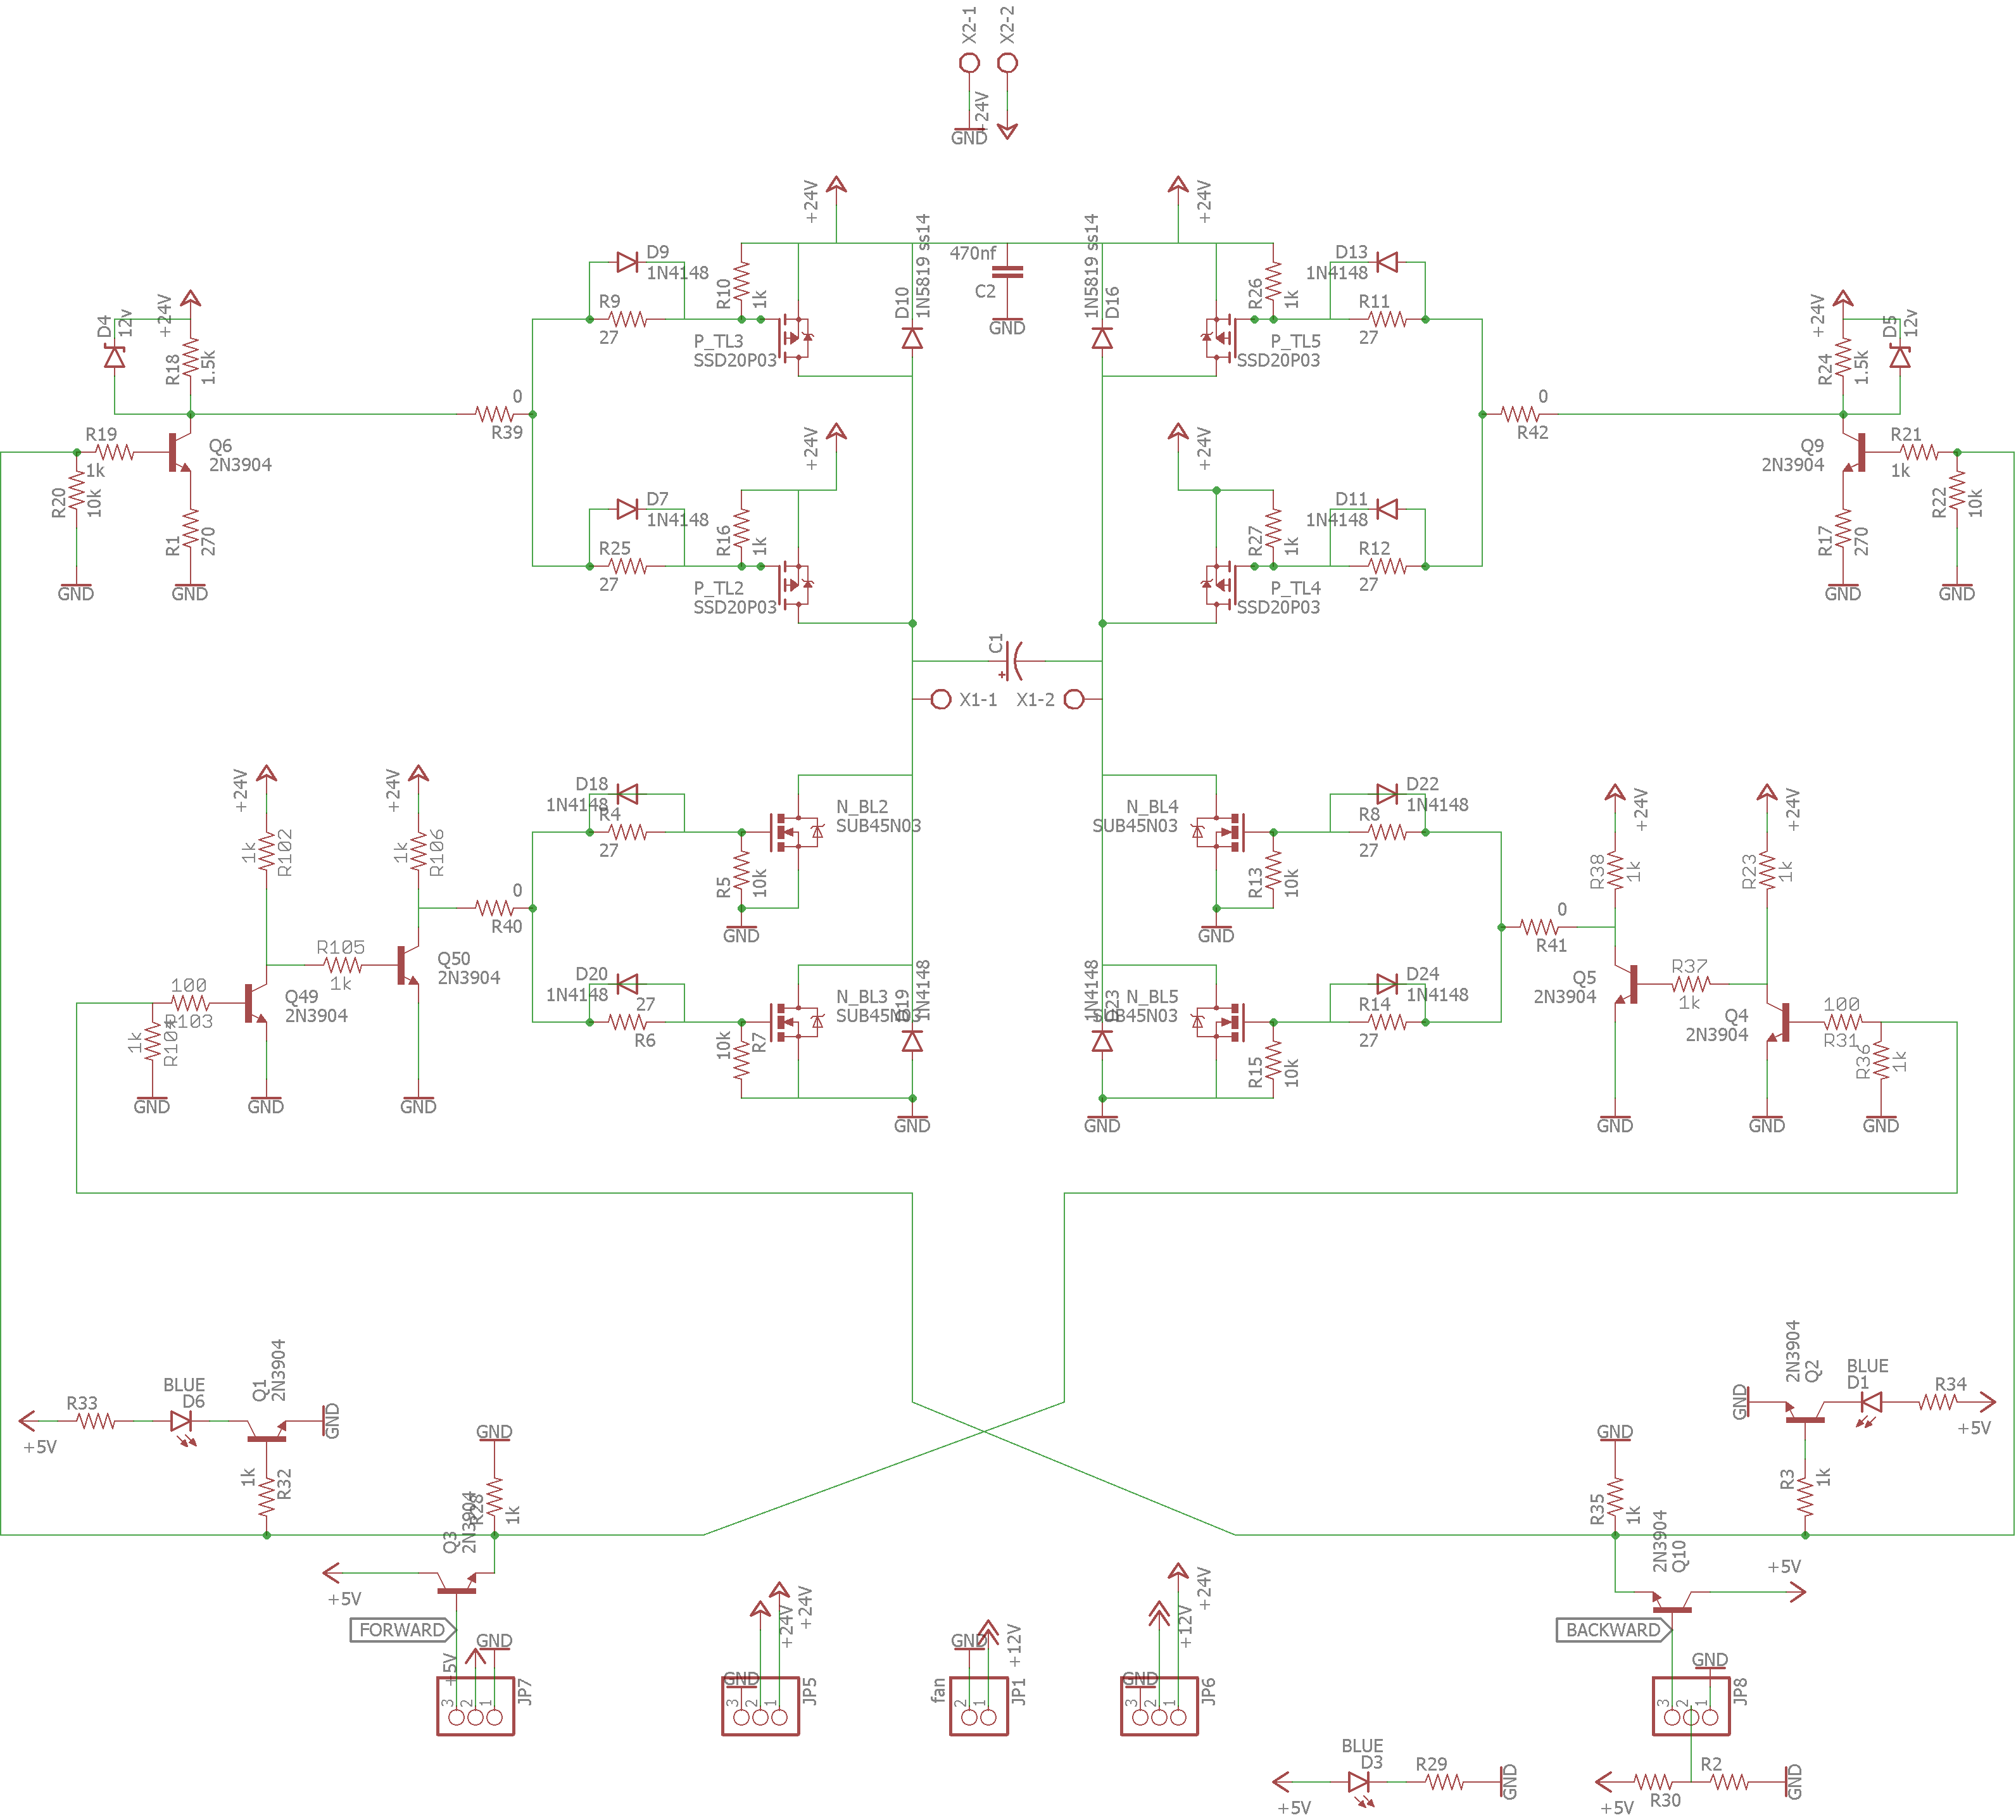 X2-1
X2-2
+24V
GND
+24V
+24V
D9
1N4148
R9
27
R10
1k
P_TL3
SSD20P03
D10
1N5819 ss14
470nf
C2
GND
1N5819 ss14
D16
R26
1k
D13
1N4148
R11
27
P_TL5
SSD20P03
D4
12v
+24V
R18
1.5k
+24V
R24
1.5k
D5
12v
0
R39
0
R42
+24V
+24V
R19
1k
R20
10k
Q6
2N3904
R1
270
GND
GND
Q9
2N3904
R21
1k
R22
10k
R17
270
GND
GND
D7
1N4148
R25
27
R16
1k
P_TL2
SSD20P03
R27
1k
D11
1N4148
R12
27
P_TL4
SSD20P03
C1
+
X1-1
X1-2
+24V
+24V
1k
R102
1k
R106
D18
1N4148
R4
27
N_BL2
SUB45N03
R5
10k
GND
N_BL4
SUB45N03
D22
1N4148
R8
27
R13
10k
GND
+24V
+24V
R38
1k
R23
1k
0
R40
0
R41
R105
1k
Q50
2N3904
100
R103
Q49
2N3904
1k
R104
GND
GND
GND
D20
1N4148
27
R6
10k
R7
N_BL3
SUB45N03
D19
1N4148
GND
1N4148
D23
GND
N_BL5
SUB45N03
D24
1N4148
R14
27
R15
10k
Q5
2N3904
R37
1k
Q4
2N3904
100
R31
R36
1k
GND
GND
GND
R33
+5V
BLUE
D6
Q1
2N3904
GND
1k
R32
GND
R28
1k
Q3
2N3904
+5V
FORWARD
2N3904
Q2
GND
BLUE
D1
R34
+5V
R3
1k
GND
R35
1k
2N3904
Q10
+5V
BACKWARD
+5V
GND
3
2
1
JP7
+24V
+24V
GND
3
2
1
JP5
GND
+12V
fan
2
1
JP1
+24V
+12V
GND
3
2
1
JP6
GND
3
2
1
JP8
BLUE
D3
+5V
R29
GND
+5V
R30
R2
GND